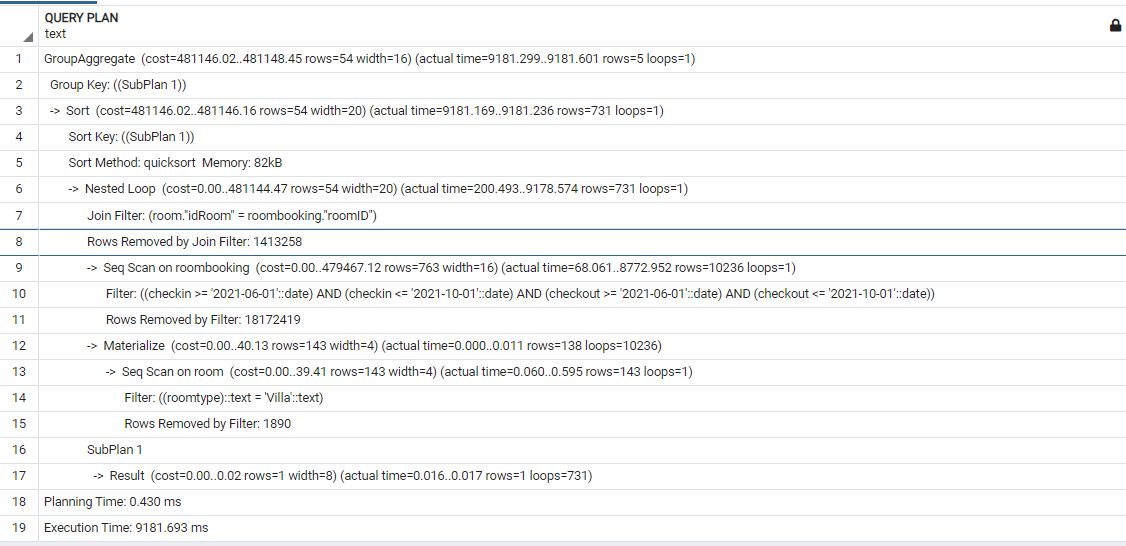 QUERY PLAN
text
1 GroupAggregate (cost=481146.02..481148.45 rows=54 width=16) (actual time=9181.299..9181.601 rows=5 loops=1)
2 Group Key: ((SubPlan 1))
3 -> Sort (cost=481146.02..481146.16 rows=54 width=20) (actual time=9181.169..9181.236 rows=731 loops=1)
4 Sort Key: ((SubPlan 1))
5 Sort Method: quicksort Memory: 82kB
6 -> Nested Loop (cost=0.00..481144.47 rows=54 width=20) (actual time=200.493..9178.574 rows=731 loops=1)
7 Join Filter: (room."idRoom" = roombooking."roomID")
8 Rows Removed by Join Filter: 1413258
9 -> Seq Scan on roombooking (cost=0.00..479467.12 rows=763 width=16) (actual time=68.061..8772.952 rows=10236 loops=1)
10 Filter: ((checkin >= '2021-06-01'::date) AND (checkin <= '2021-10-01'::date) AND (checkout >= '2021-06-01'::date) AND (checkout <= '2021-10-01'::date))
11 Rows Removed by Filter: 18172419
12 -> Materialize (cost=0.00..40.13 rows=143 width=4) (actual time=0.000..0.011 rows=138 loops=10236)
13 -> Seq Scan on room (cost=0.00..39.41 rows=143 width=4) (actual time=0.060..0.595 rows=143 loops=1)
14 Filter: ((roomtype)::text = 'Villa'::text)
15 Rows Removed by Filter: 1890
16 SubPlan 1
17 -> Result (cost=0.00..0.02 rows=1 width=8) (actual time=0.016..0.017 rows=1 loops=731)
18 Planning Time: 0.430 ms
19 Execution Time: 9181.693 ms